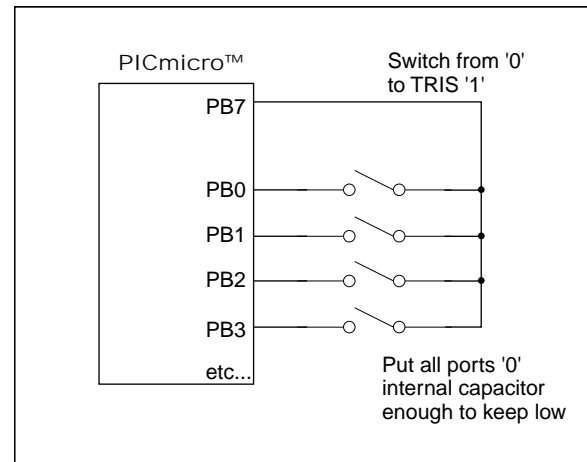 PICmicro™
Switch from '0'
to TRIS '1'
PB7
PB0
PB1
PB2
PB3
etc...
Put all ports '0'
internal capacitor
enough to keep low